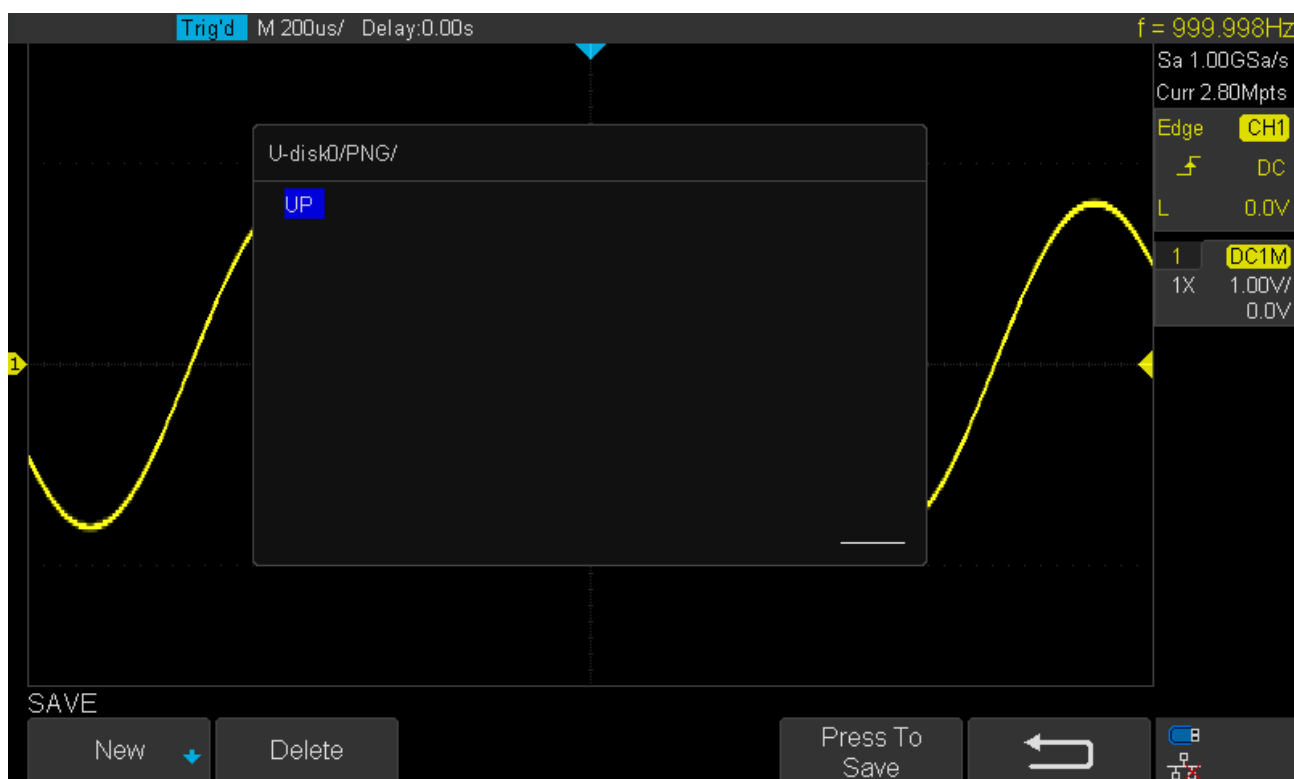 Trig'd M 200us/ Delay:0.00s f = 999.998Hz
Sa 1.00GSa/s
Curr 2.80Mpts
Edge CH1
DC
L 0.0V
U-disk0/PNG/
UP
1 DC1M
1X 1.00V/
0.0V
1
SAVE
New Delete Press To Save